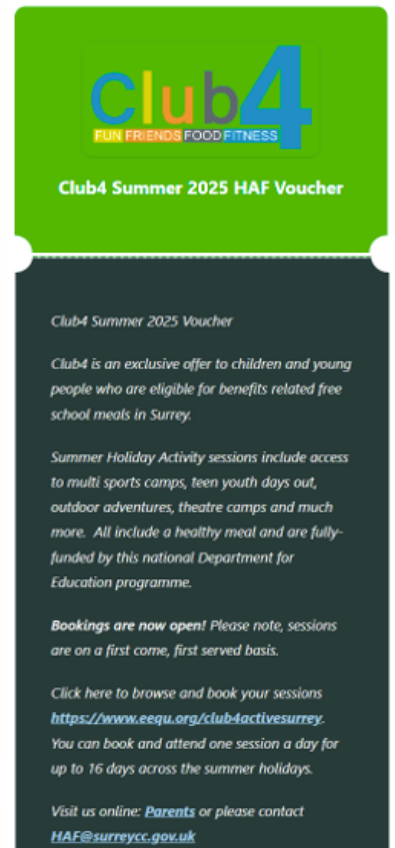 Club4
FUN FRIENDS FOOD FITNESS
Club4 Summer 2025 HAF Voucher
Club4 Summer 2025 Voucher
Club4 is an exclusive offer to children and young
people who are eligible for benefits related free
school meals in Surrey.
Summer Holiday Activity sessions include access
to multi sports camps, teen youth days out,
outdoor adventures, theatre camps and much
more.  All include a healthy meal and are fully-
funded by this national Department for
Education programme.
Bookings are now open! Please note, sessions
are on a first come, first served basis.
Click here to browse and book your sessions
https://www.eequ.org/club4activesurrey.
You can book and attend one session a day for
up to 16 days across the summer holidays.
Visit us online: Parents or please contact
HAF@surreycc.gov.uk